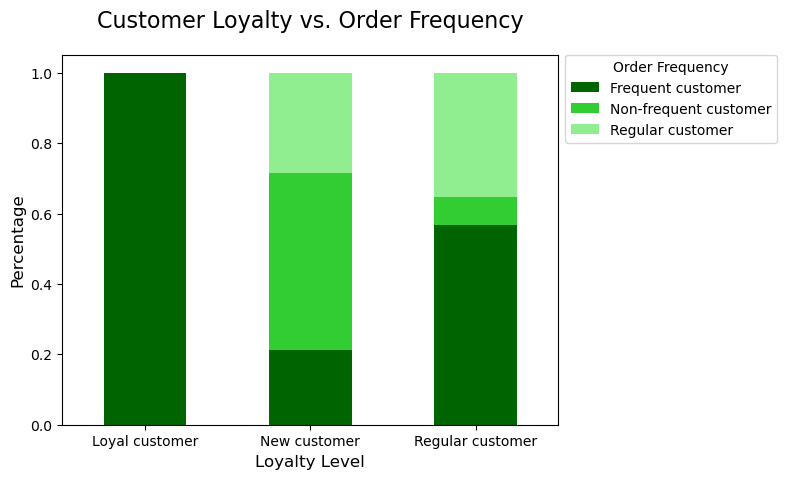 Customer Loyalty vs. Order Frequency
Order Frequency
Frequent customer
Non-frequent customer
Regular customer
Percentage
1.0
0.8
0.6
0.4
0.2
0.0
Loyal customer
New customer
Regular customer
Loyalty Level